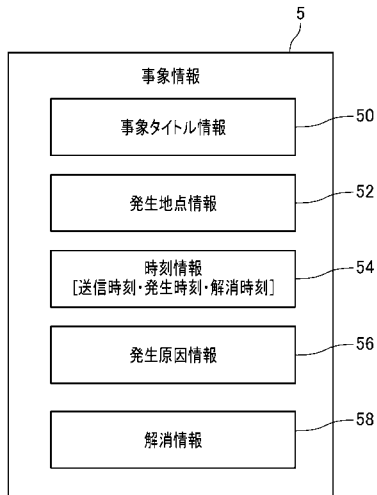 5
事象情報
事象タイトル情報
50
発生地点情報
52
時刻情報
[送信時刻・発生時刻・解消時刻]
54
発生原因情報
56
解消情報
58